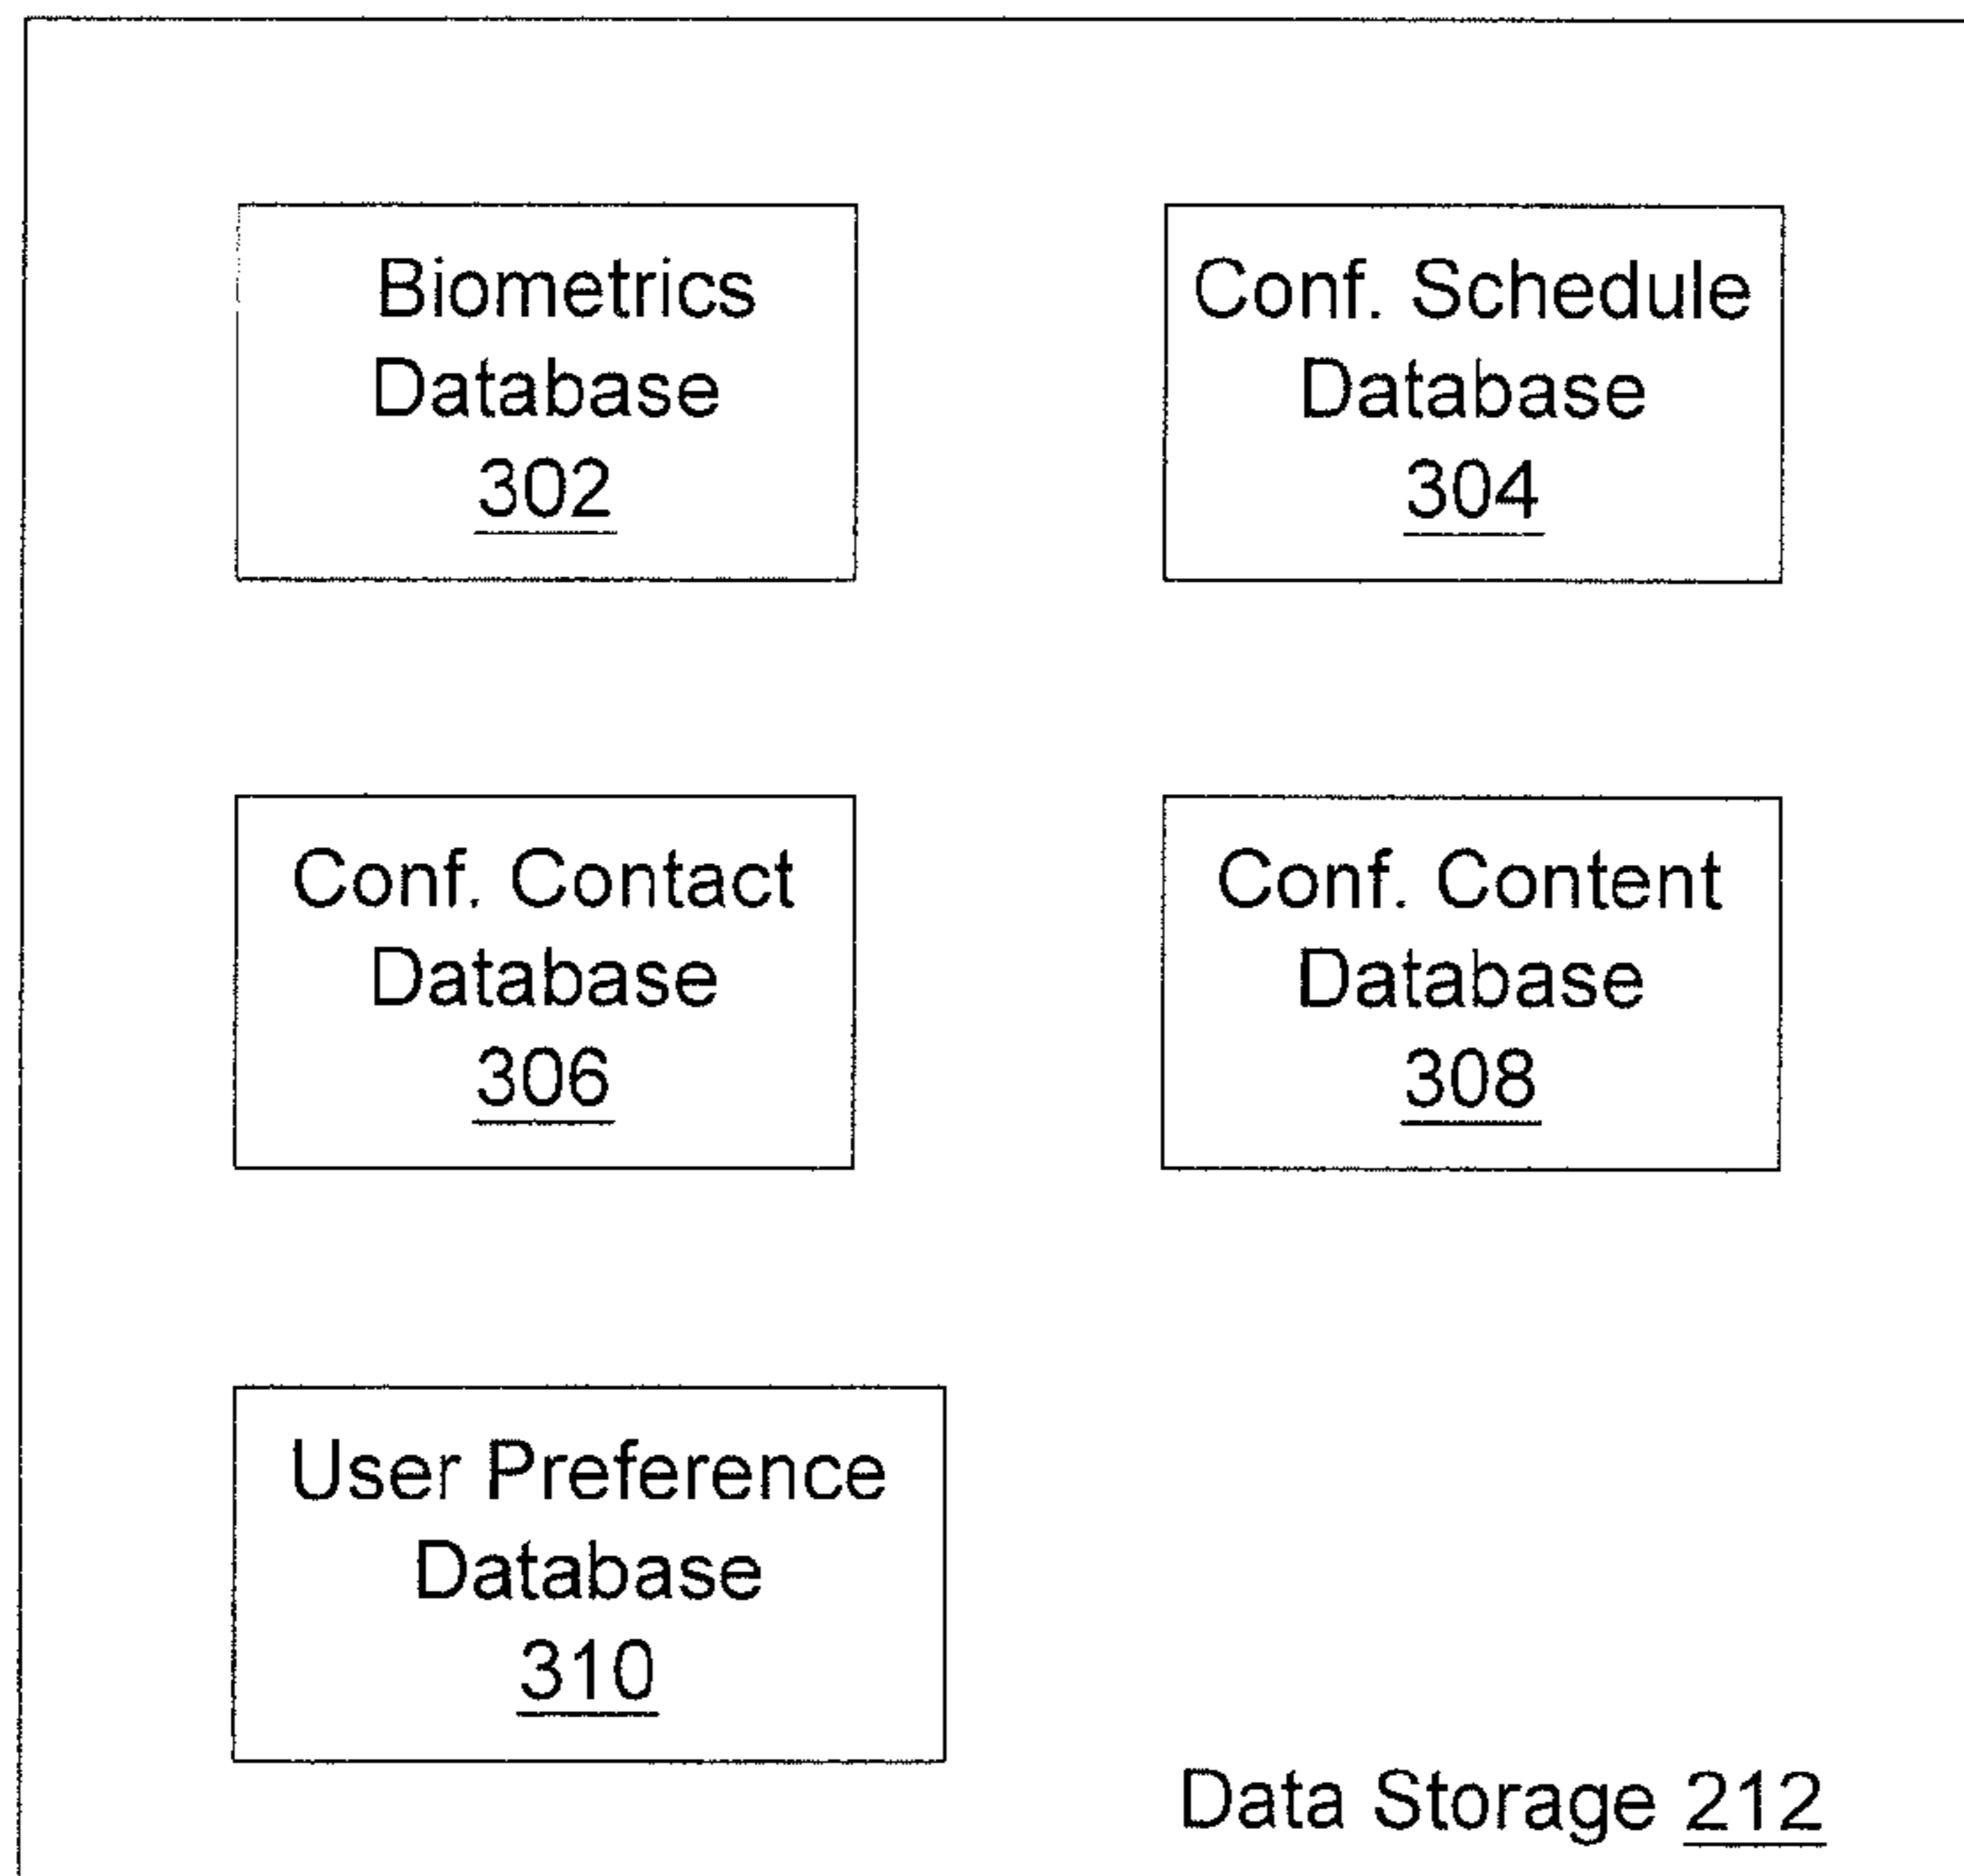 Biometrics
Database
302
Conf. Schedule
Database
304
Conf. Contact
Database
306
Conf. Content
Database
308
User Preference
Database
310
Data Storage 212